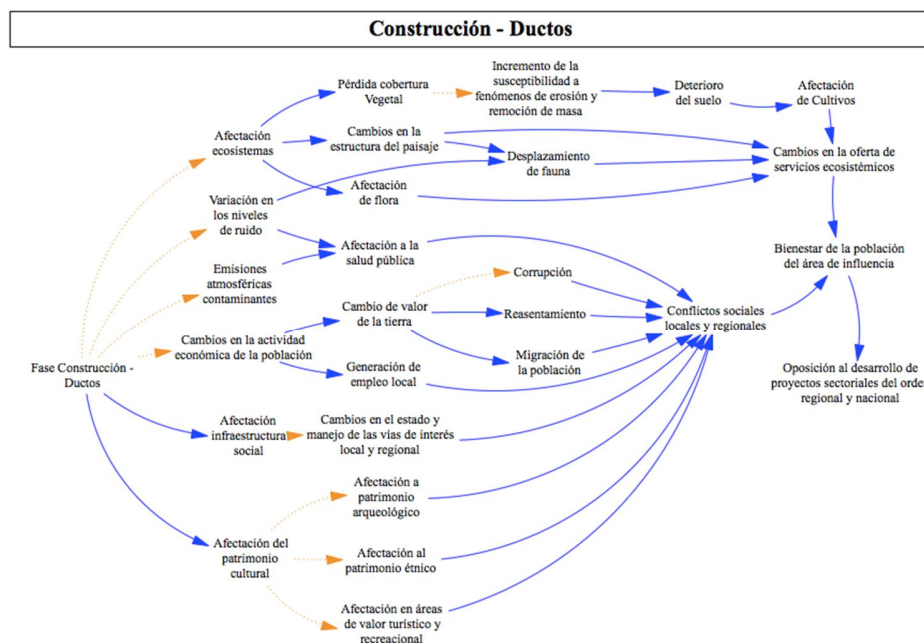 Construcción - Ductos
Pérdida cobertura
Vegetal
Incremento de la
susceptibilidad a
fenómenos de erosión y
remoción de masa
Deterioro
del suelo
Afectación
de Cultivos
Afectación
ecosistemas
Cambios en la
estructura del paisaje
Desplazamiento
de fauna
Cambios en la oferta de
servicios ecosistémicos
Afectación
de flora
Variación en
los niveles
de ruido
Afectación a la
salud pública
Bienestar de la población
del área de influencia
Emisiones
atmosféricas
contaminantes
Corrupción
Cambio de valor
de la tierra
Reasentamiento
Conflictos sociales
locales y regionales
Cambios en la actividad
económica de la población
Migración de
la población
Fase Construcción -
Ductos
Generación de
empleo local
Oposición al desarrollo de
proyectos sectoriales del orde
regional y nacional
Afectación
infraestructura
social
Cambios en el estado y
manejo de las vías de interés
local y regional
Afectación a
patrimonio
arqueológico
Afectación del
patrimonio
cultural
Afectación al
patrimonio étnico
Afectación en áreas
de valor turístico y
recreacional